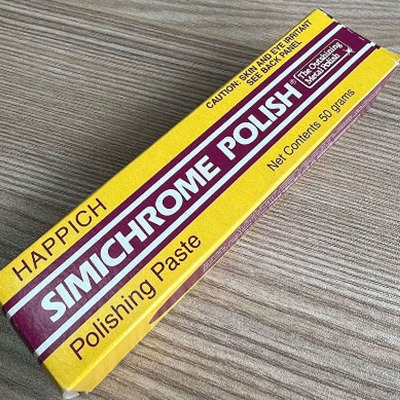 CAUTION: SKIN AND EYE IRRITANT
SEE BACK PANEL
HAPPICH
SIMICHROME POLISH®
The Outshining
Metal Polish
Polishing Paste
Net Contents 50 grams